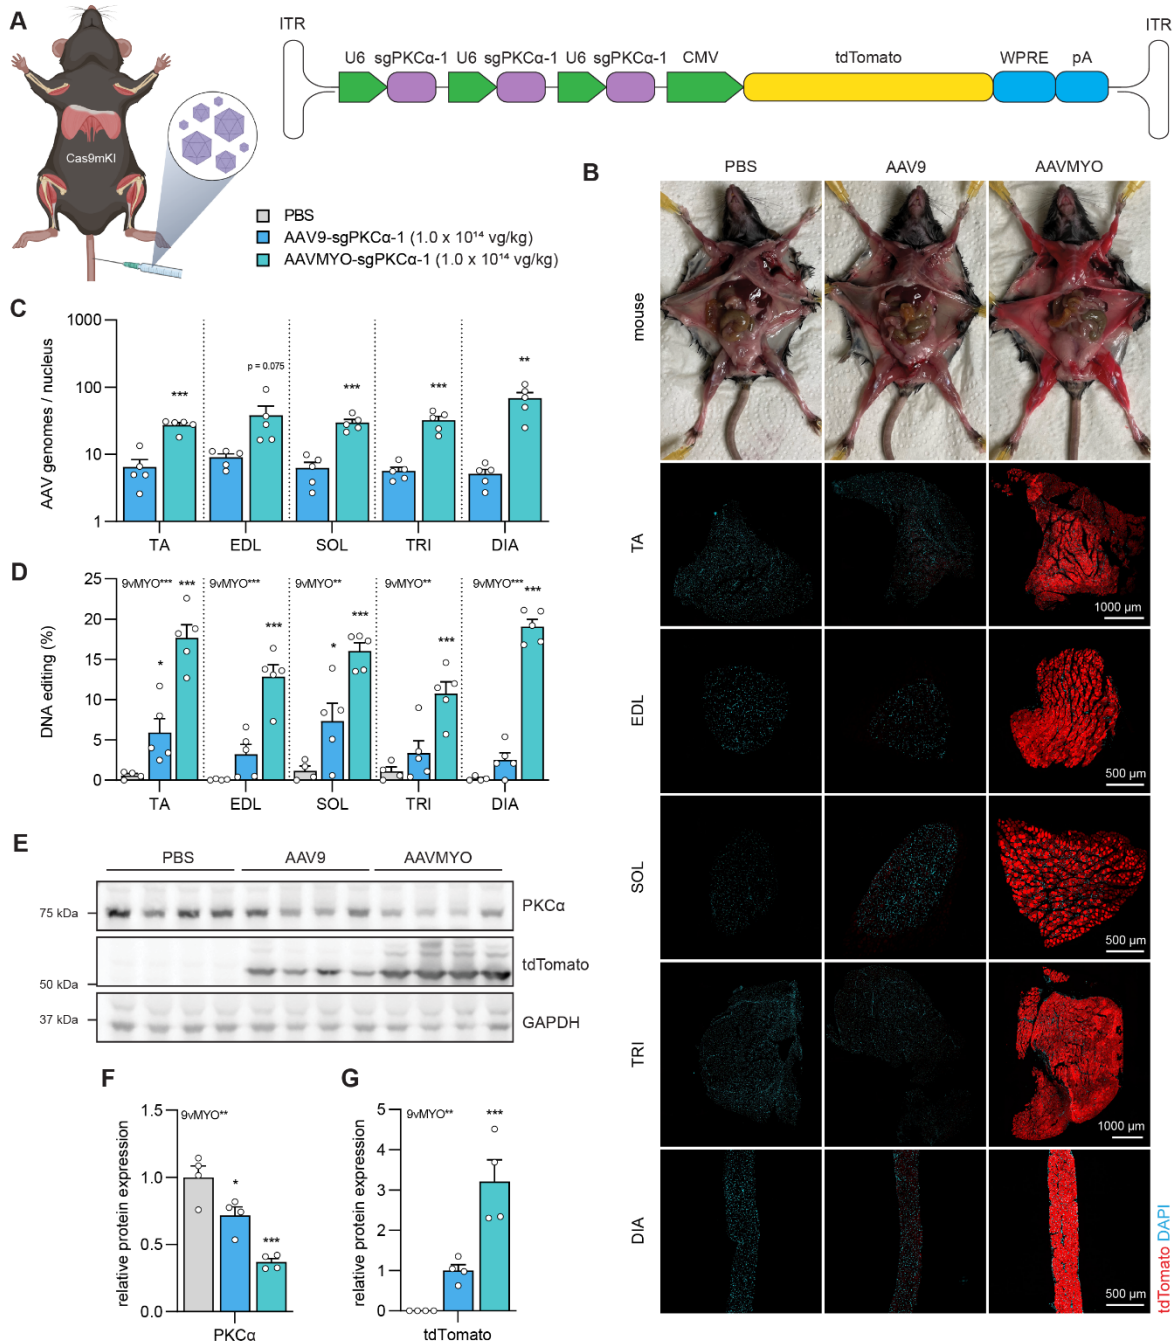 A
ITR
ITR
U6 sgPKCα-1 U6 sgPKCα-1 U6 sgPKCα-1 CMV tdTomato WPRE pA
Cas9mKI
PBS
AAV9-sgPKCα-1 (1.0 x 10¹⁴ vg/kg)
AAVMYO-sgPKCα-1 (1.0 x 10¹⁴ vg/kg)
B
PBS AAV9 AAVMYO
mouse
TA
1000 µm
EDL
500 µm
SOL
500 µm
TRI
1000 µm
DIA
500 µm
tdTomato DAPI
C
AAV genomes / nucleus
1000
100
10
1
*** p = 0.075 *** *** **
TA EDL SOL TRI DIA
D
DNA editing (%)
25
20
15
10
5
0
9vMYO*** 9vMYO*** 9vMYO** 9vMYO** 9vMYO***
* *** *** * *** *** ***
TA EDL SOL TRI DIA
E
PBS AAV9 AAVMYO
75 kDa PKCα
tdTomato
50 kDa
37 kDa
GAPDH
F
relative protein expression
1.5
1.0
0.5
0.0
9vMYO**
* ***
PKCα
G
relative protein expression
5
4
3
2
1
0
9vMYO**
***
tdTomato